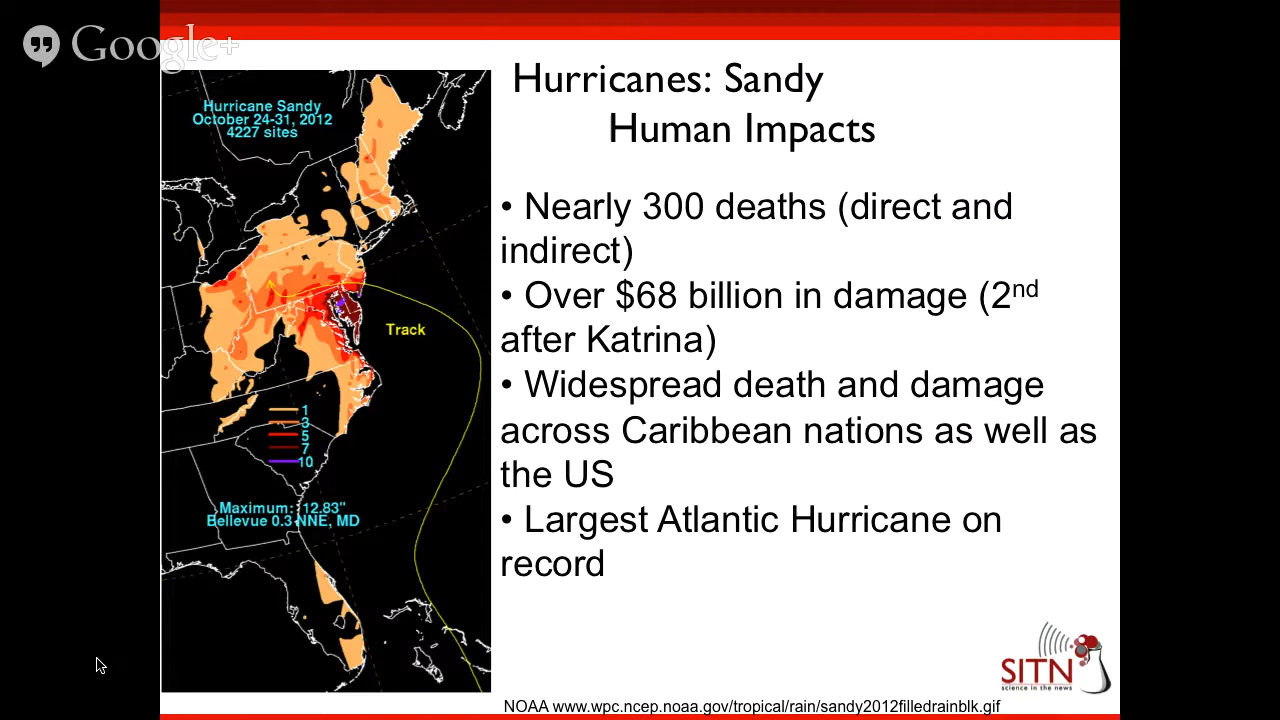 Google+
Hurricanes: Sandy
Human Impacts
Hurricane Sandy
October 24-31, 2012
4227 sites
Track
1
3
5
7
10
Maximum: 12.83"
Bellevue 0.3 NNE, MD
• Nearly 300 deaths (direct and
indirect)
• Over $68 billion in damage (2nd
after Katrina)
• Widespread death and damage
across Caribbean nations as well as
the US
• Largest Atlantic Hurricane on
record
SITN
science in the news
NOAA www.wpc.ncep.noaa.gov/tropical/rain/sandy2012filledrainblk.gif